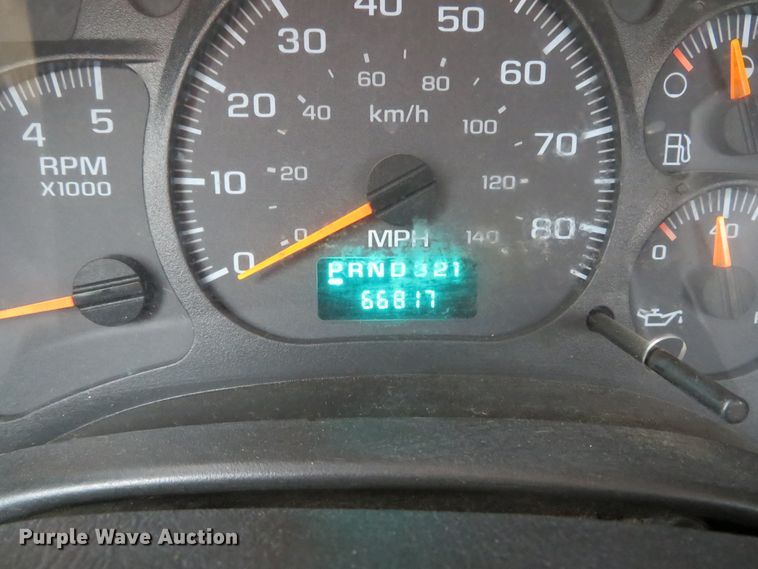 4 5
RPM
X1000
0 10 20 30 40 50 60 70 80
0 20 40 60 80 100 120 140
km/h
MPH
PRND321
66817
0 40
Purple Wave Auction